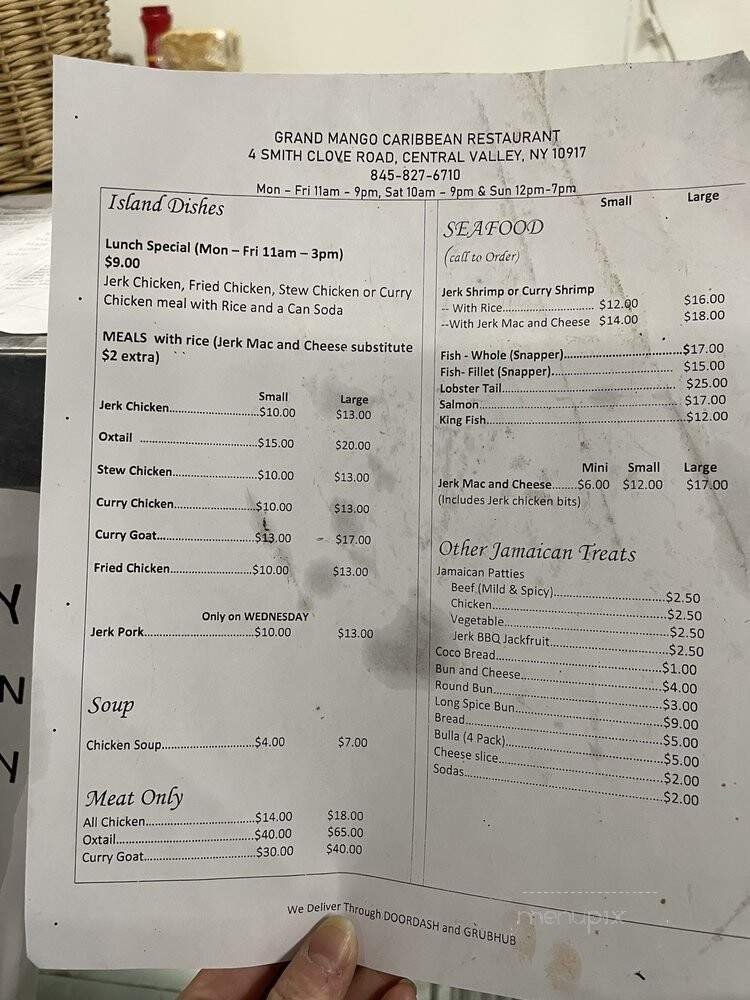 GRAND MANGO CARIBBEAN RESTAURANT
4 SMITH CLOVE ROAD, CENTRAL VALLEY, NY 10917
845-827-6710
Mon – Fri 11am - 9pm, Sat 10am - 9pm & Sun 12pm-7pm
Island Dishes
Lunch Special (Mon – Fri 11am – 3pm)
$9.00
Jerk Chicken, Fried Chicken, Stew Chicken or Curry
Chicken meal with Rice and a Can Soda
MEALS with rice (Jerk Mac and Cheese substitute
$2 extra)
Small Large
Jerk Chicken.....$10.00 $13.00
Oxtail .....$15.00 $20.00
Stew Chicken.....$10.00 $13.00
Curry Chicken.....$10.00 $13.00
Curry Goat.....$13.00 $17.00
Fried Chicken.....$10.00 $13.00
Only on WEDNESDAY
Jerk Pork.....$10.00 $13.00
Soup
Chicken Soup.....$4.00 $7.00
Meat Only
All Chicken.....$14.00 $18.00
Oxtail.....$40.00 $65.00
Curry Goat.....$30.00 $40.00
Small Large
SEAFOOD
(call to Order)
Jerk Shrimp or Curry Shrimp
-- With Rice.....$12.00 $16.00
--With Jerk Mac and Cheese $14.00 $18.00
Fish - Whole (Snapper).....$17.00
Fish- Fillet (Snapper).....$15.00
Lobster Tail.....$25.00
Salmon.....$17.00
King Fish.....$12.00
Mini Small Large
Jerk Mac and Cheese.....$6.00 $12.00 $17.00
(Includes Jerk chicken bits)
Other Jamaican Treats
Jamaican Patties
Beef (Mild & Spicy).....$2.50
Chicken.....$2.50
Vegetable.....$2.50
Jerk BBQ Jackfruit.....$2.50
Coco Bread.....$1.00
Bun and Cheese.....$4.00
Round Bun.....$3.00
Long Spice Bun.....$9.00
Bread.....$5.00
Bulla (4 Pack).....$5.00
Cheese slice.....$2.00
Sodas.....$2.00
We Deliver Through DOORDASH and GRUBHUB
menupix
Y
N
Y